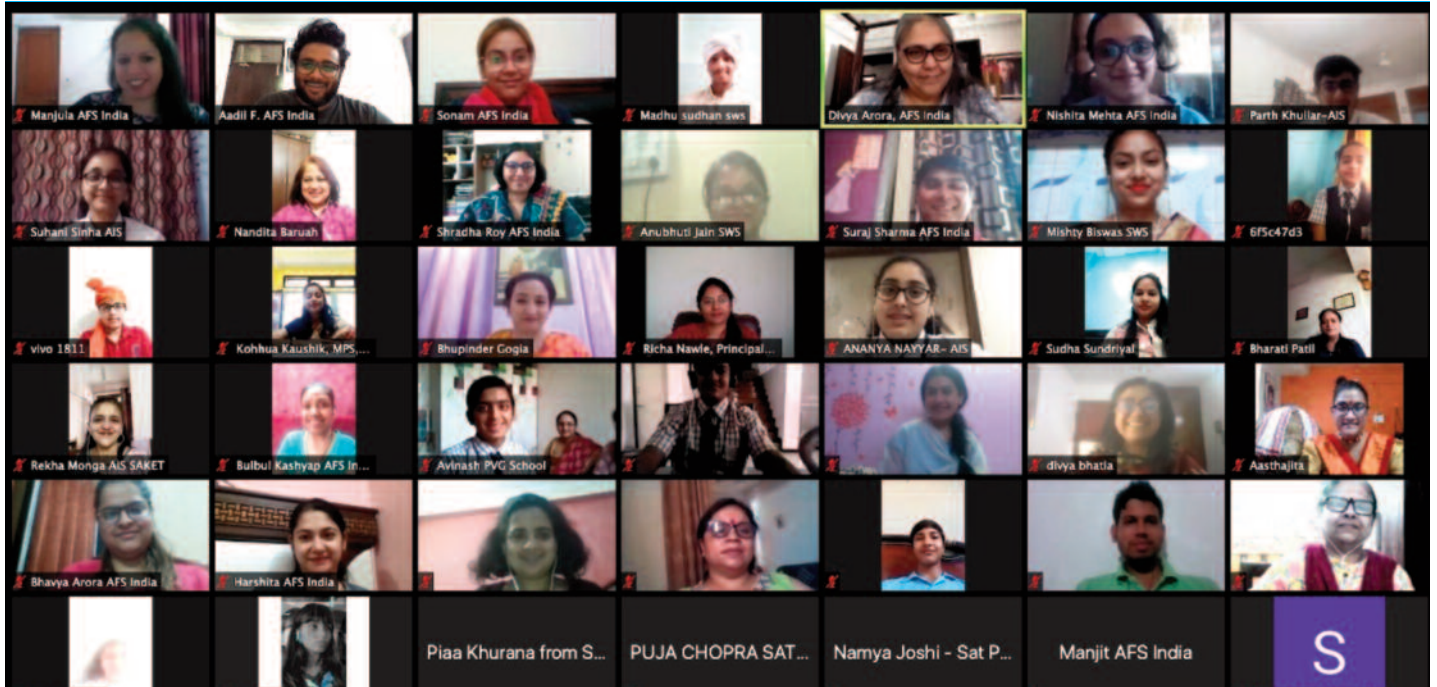 Manjula AFS India
Aadil F. AFS India
Sonam AFS India
Madhu sudhan sws
Divya Arora, AFS India
Nishita Mehta AFS India
Parth Khullar-AIS
Suhani Sinha AIS
Nandita Baruah
Shradha Roy AFS India
Anubhuti Jain SWS
Suraj Sharma AFS India
Mishty Biswas SWS
6f5c47d3
vivo 1811
Kohhua Kaushik, MPS,...
Bhupinder Gogia
Richa Nawle, Principal...
ANANYA NAYYAR- AIS
Sudha Sundriyal
Bharati Patil
Rekha Monga AIS SAKET
Bulbul Kashyap AFS In...
Avinash PVG School
divya bhatla
Aasthajita
Bhavya Arora AFS India
Harshita AFS India
Piaa Khurana from S...
PUJA CHOPRA SAT...
Namya Joshi - Sat P...
Manjit AFS India
S